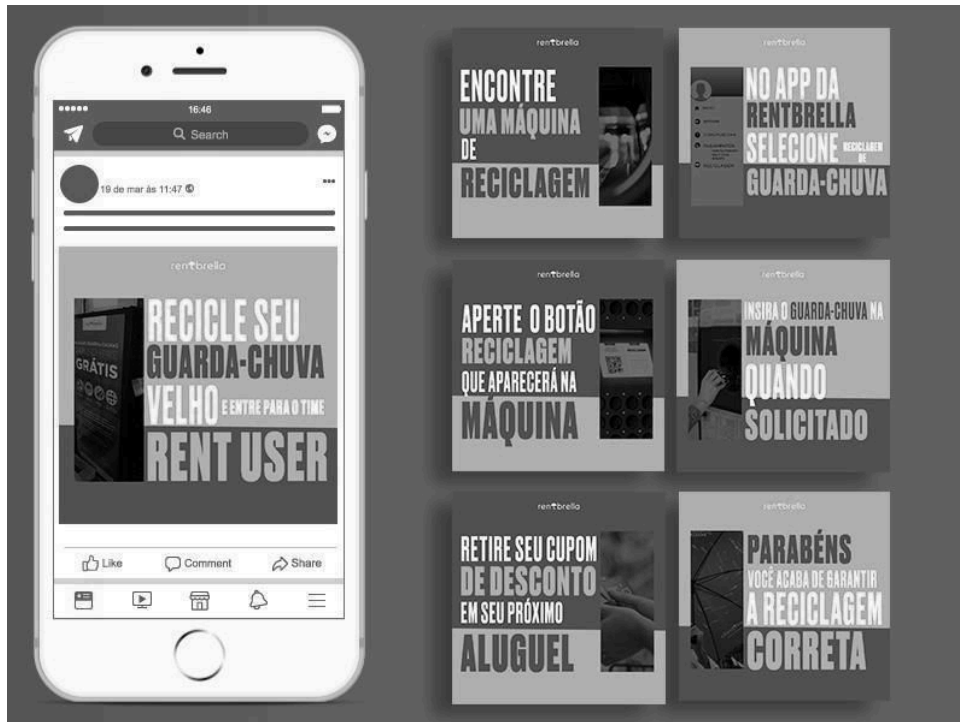 16:46
Search
19 de mar ás 11:47
rentbrella
GRÁTIS
RECICLE SEU
GUARDA-CHUVA
VELHO E ENTRE PARA O TIME
RENT USER
Like
Comment
Share
rentbrella
ENCONTRE
UMA MÁQUINA
DE
RECICLAGEM
rentbrella
NO APP DA
RENTBRELLA
SELECIONE RECICLAGEM
DE
GUARDA-CHUVA
rentbrella
APERTE O BOTÃO
RECICLAGEM
QUE APARECERÁ NA
MÁQUINA
rentbrella
INSIRA O GUARDA-CHUVA NA
MÁQUINA
QUANDO
SOLICITADO
rentbrella
RETIRE SEU CUPOM
DE DESCONTO
EM SEU PRÓXIMO
ALUGUEL
rentbrella
PARABÉNS
VOCÊ ACABA DE GARANTIR
A RECICLAGEM
CORRETA